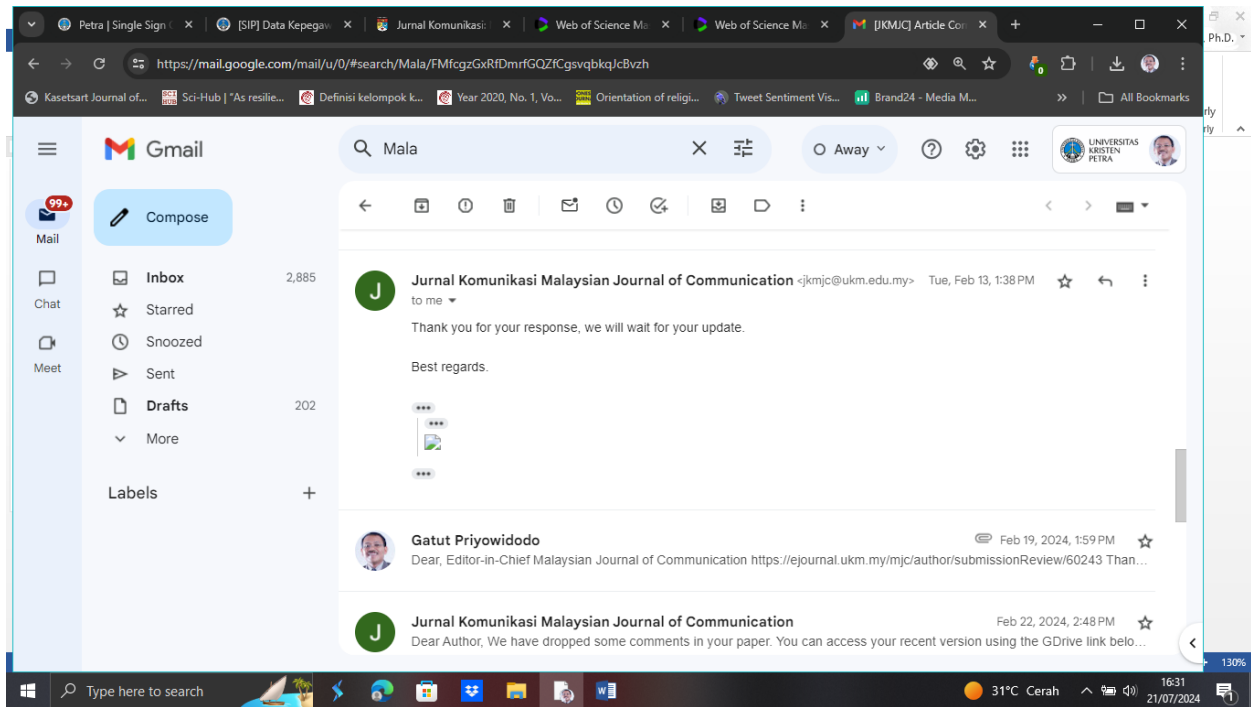 Petra | Single Sign
[SIP] Data Kepegaw
Jurnal Komunikasi:
Web of Science Ma
Web of Science Ma
[JKMJC] Article Con
Ph.D.
https://mail.google.com/mail/u/0/#search/Mala/FMfcgzGxRfDmrfGQZfCgsvqbkqJcBvzh
0
Kasetsart Journal of...
SCI HUB
Sci-Hub | "As resilie...
Definisi kelompok k...
Year 2020, No. 1, Vo...
Orientation of religi...
Tweet Sentiment Vis...
Brand24 - Media M...
All Bookmarks
rly
rly
Gmail
Mala
Away
UNIVERSITAS
KRISTEN
PETRA
99+
Mail
Chat
Meet
Compose
Inbox 2,885
Starred
Snoozed
Sent
Drafts 202
More
Labels
Jurnal Komunikasi Malaysian Journal of Communication <jkmjc@ukm.edu.my> Tue, Feb 13, 1:38 PM
to me
Thank you for your response, we will wait for your update.
Best regards.
Gatut Priyowidodo Feb 19, 2024, 1:59 PM
Dear, Editor-in-Chief Malaysian Journal of Communication https://ejournal.ukm.my/mjc/author/submissionReview/60243 Than...
Jurnal Komunikasi Malaysian Journal of Communication Feb 22, 2024, 2:48 PM
Dear Author, We have dropped some comments in your paper. You can access your recent version using the GDrive link belo...
130%
Type here to search
31°C Cerah
16:31
21/07/2024
1